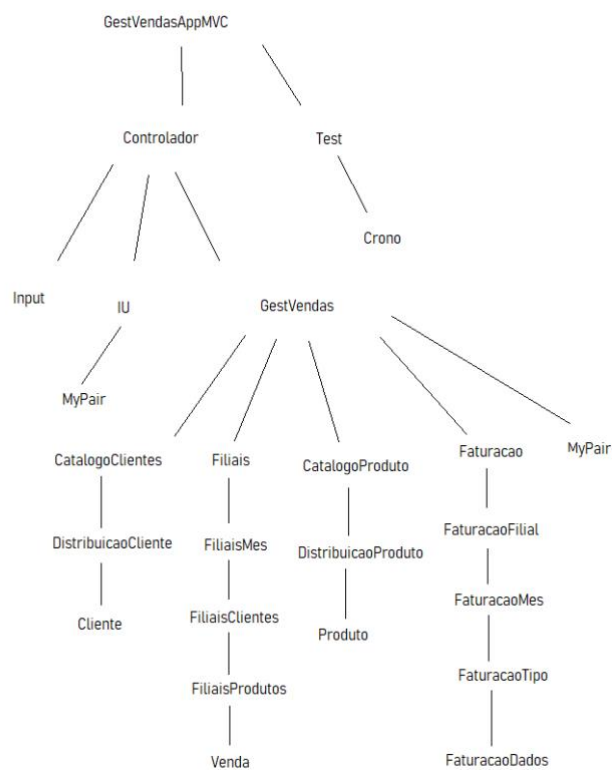 GestVendasAppMVC
Controlador
Test
Crono
Input
IU
GestVendas
MyPair
MyPair
CatalogoClientes
Filiais
CatalogoProduto
Faturacao
DistribuicaoCliente
FiliaisMes
DistribuicaoProduto
FaturacaoFilial
Cliente
FiliaisClientes
Produto
FaturacaoMes
FiliaisProdutos
FaturacaoTipo
Venda
FaturacaoDados